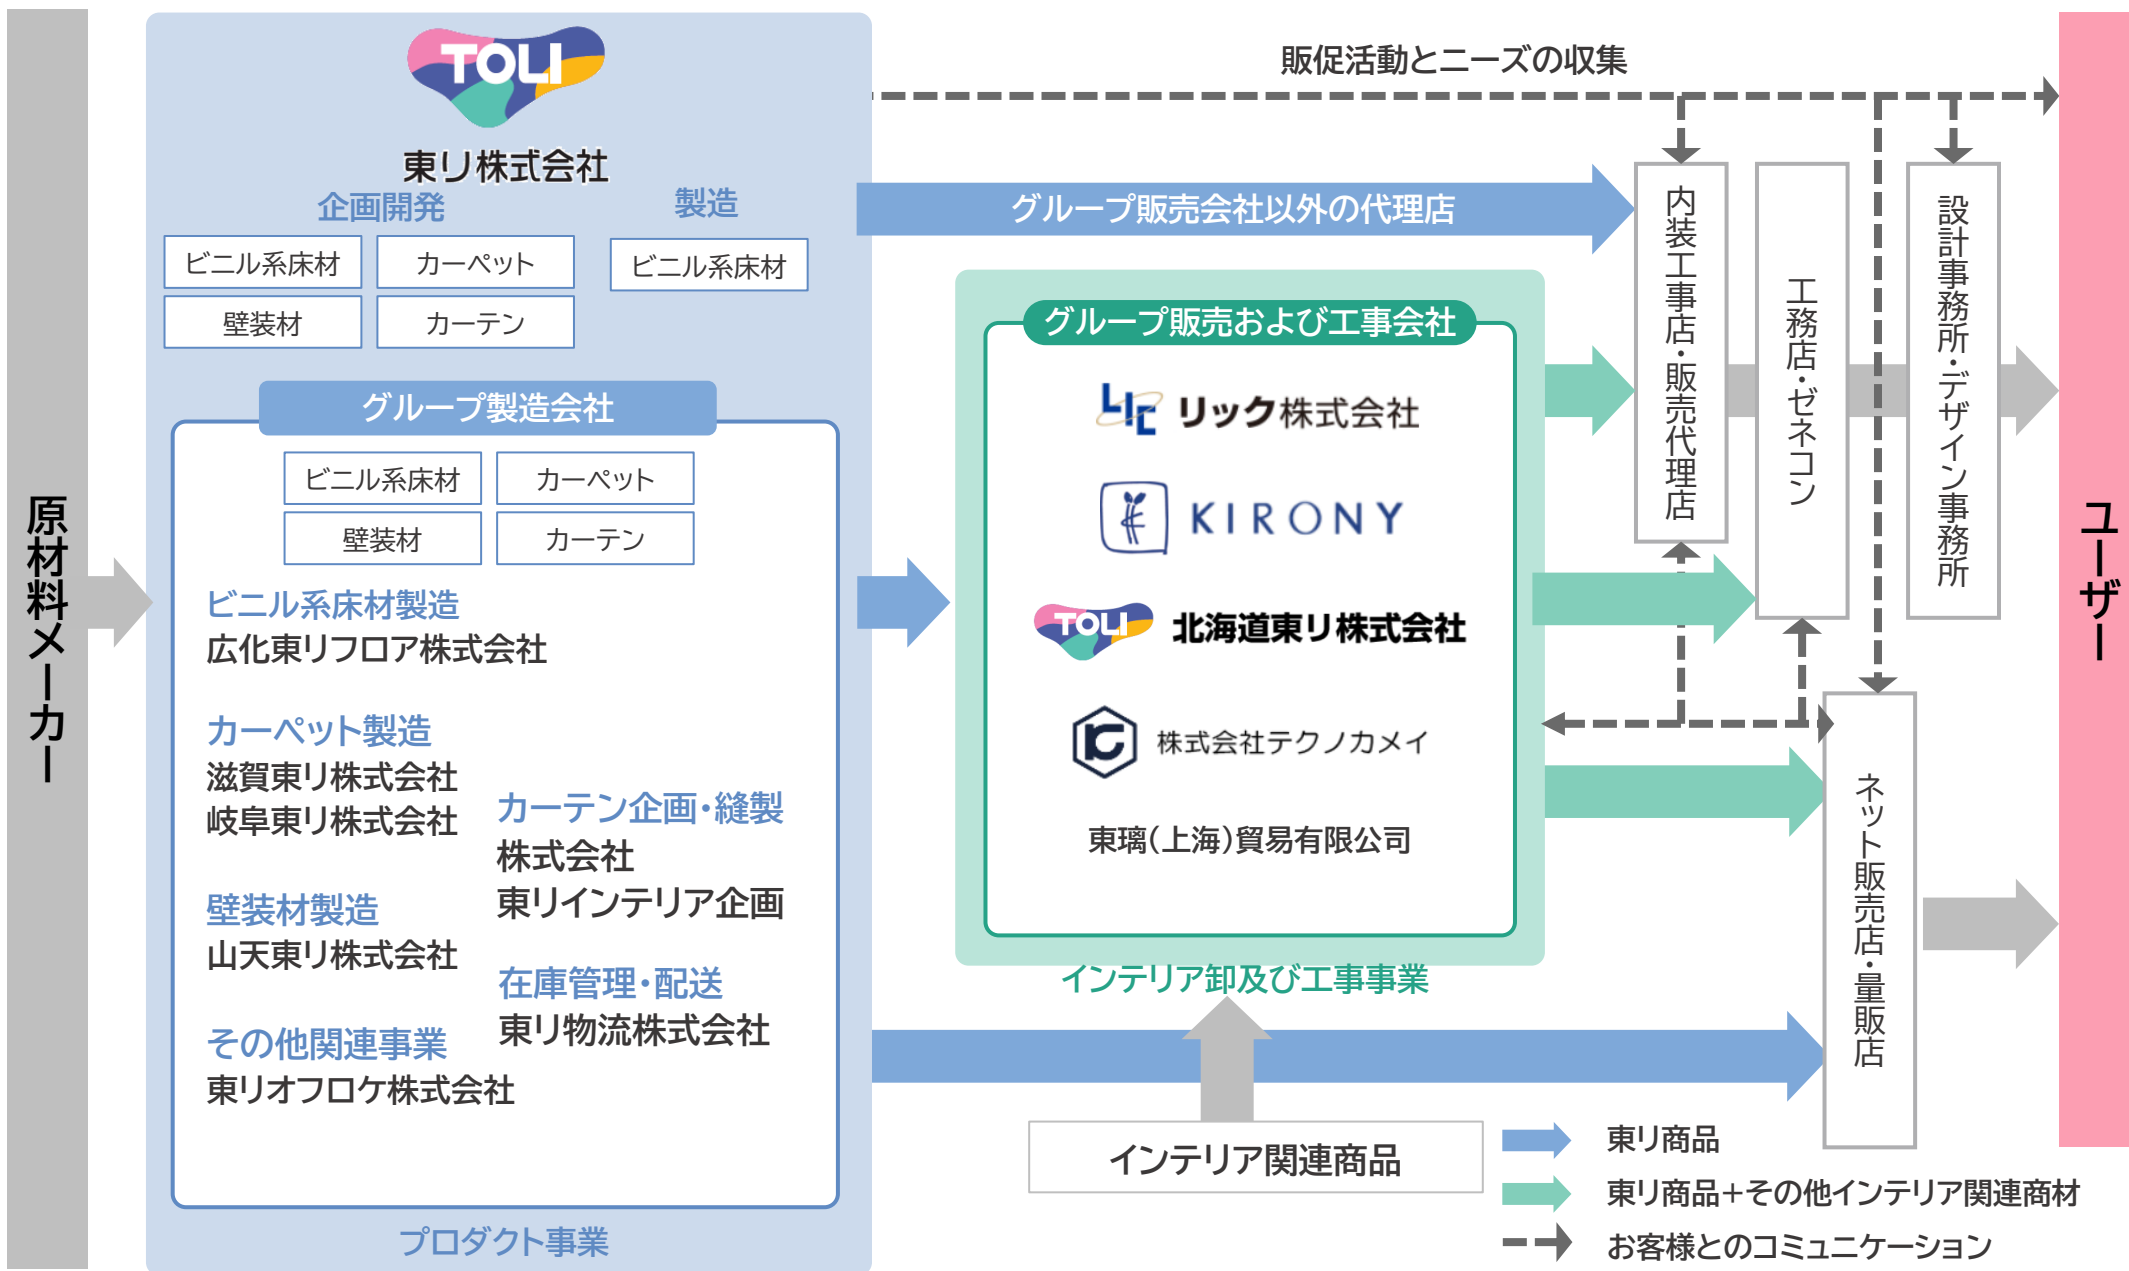 原材料メーカー
TOLI
東リ株式会社
企画開発
ビニル系床材
カーペット
壁装材
カーテン
製造
ビニル系床材
グループ製造会社
ビニル系床材
カーペット
壁装材
カーテン
ビニル系床材製造
広化東リフロア株式会社
カーペット製造
滋賀東リ株式会社
岐阜東リ株式会社
壁装材製造
山天東リ株式会社
その他関連事業
東リオフロケ株式会社
カーテン企画・縫製
株式会社
東リインテリア企画
在庫管理・配送
東リ物流株式会社
プロダクト事業
販促活動とニーズの収集
グループ販売会社以外の代理店
グループ販売および工事会社
LIC リック株式会社
KIRONY
TOLI 北海道東リ株式会社
株式会社テクノカメイ
東璃(上海)貿易有限公司
インテリア卸及び工事事業
インテリア関連商品
内装工事店・販売代理店
工務店・ゼネコン
設計事務所・デザイン事務所
ネット販売店・量販店
ユーザー
東リ商品
東リ商品+その他インテリア関連商材
お客様とのコミュニケーション